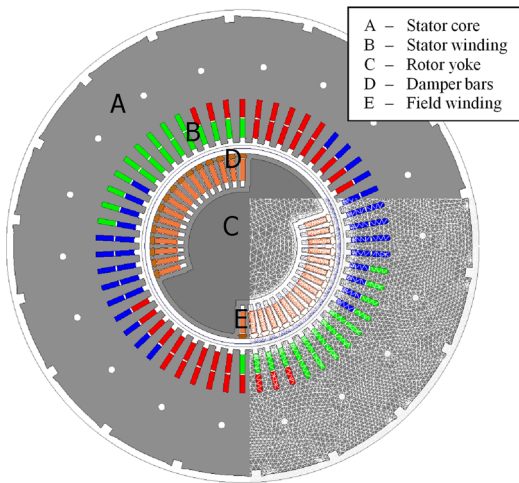 A – Stator core
B – Stator winding
C – Rotor yoke
D – Damper bars
E – Field winding
A
B
D
C
E